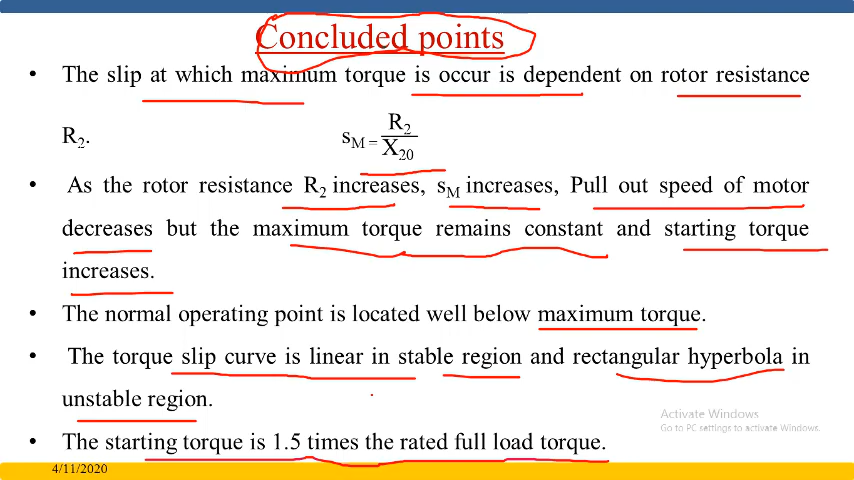 Concluded points
• The slip at which maximum torque is occur is dependent on rotor resistance
R₂. s_M = R₂/X₂₀
• As the rotor resistance R₂ increases, s_M increases, Pull out speed of motor
decreases but the maximum torque remains constant and starting torque
increases.
• The normal operating point is located well below maximum torque.
• The torque slip curve is linear in stable region and rectangular hyperbola in
unstable region.
Activate Windows
Go to PC settings to activate Windows.
• The starting torque is 1.5 times the rated full load torque.
4/11/2020